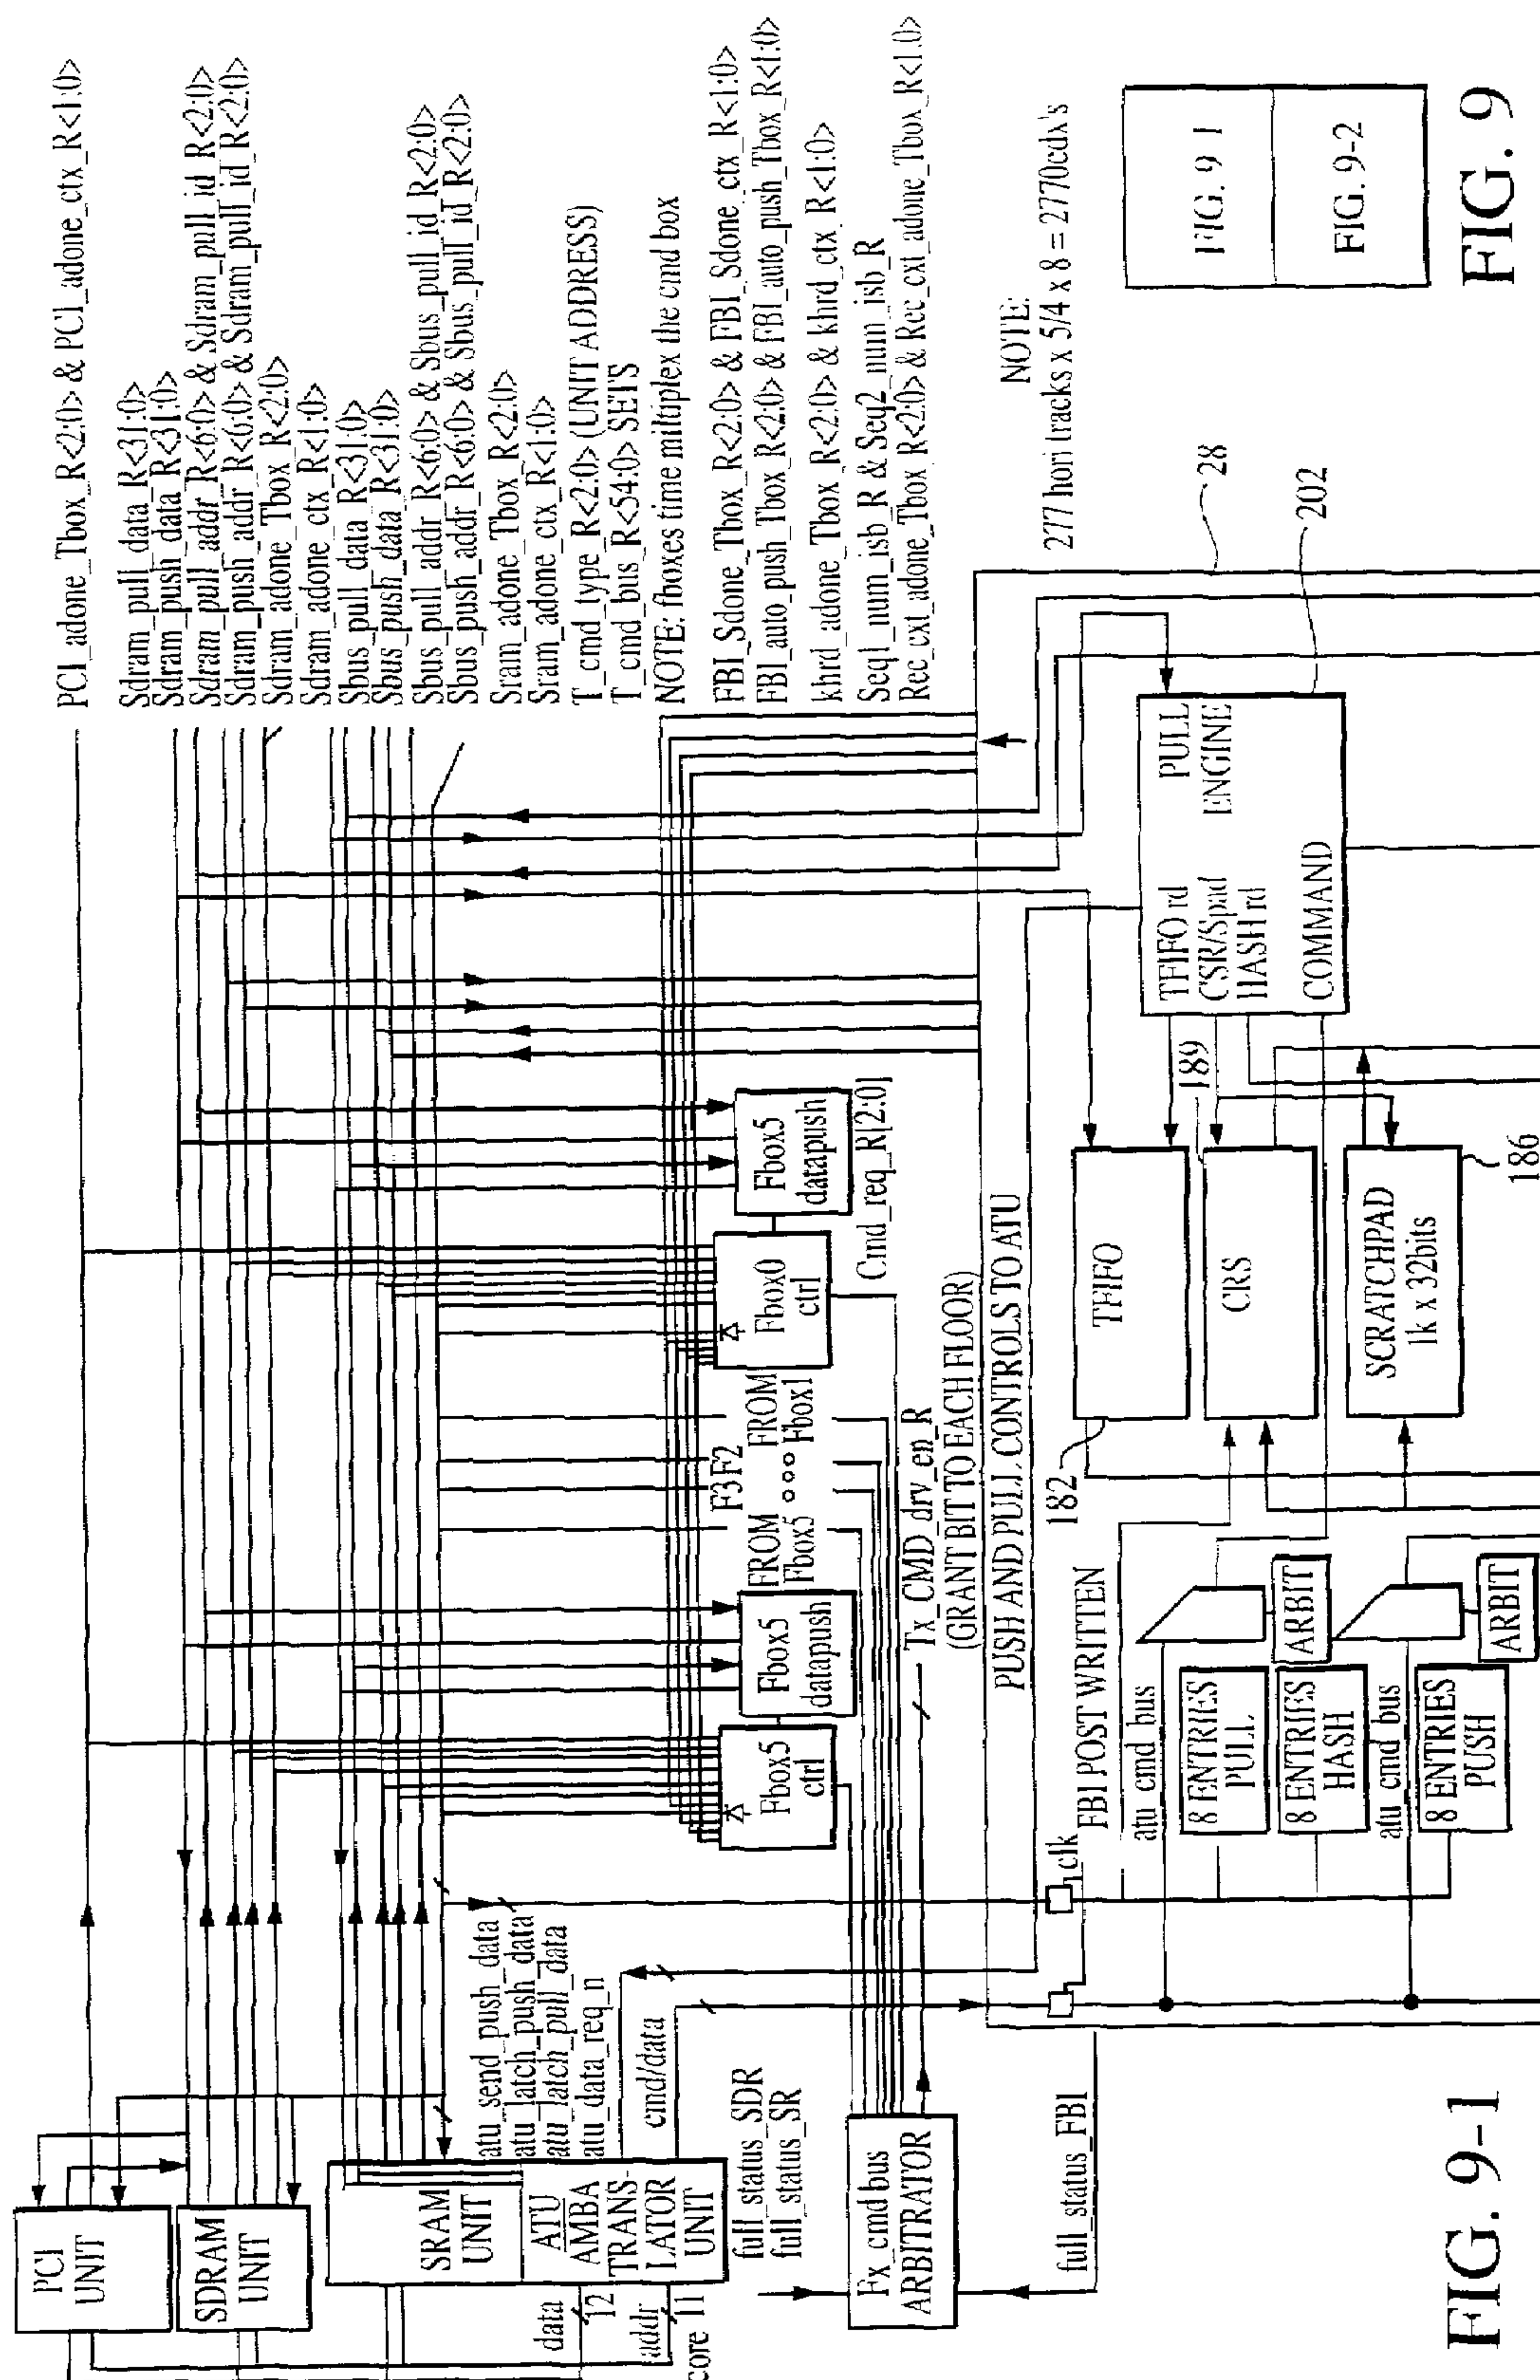 PCI_adone_Tbox_R<2:0> & PCI_adone_ctx_R<1:0>
Sdram_pull_data_R<31:0>
Sdram_push_data_R<31:0>
Sdram_pull_addr_R<6:0> & Sdram_pull_id_R<2:0>
Sdram_push_addr_R<6:0> & Sdram_pull_id_R<2:0>
Sdram_adone_Tbox_R<2:0>
Sdram_adone_ctx_R<1:0>
Sbus_pull_data_R<31:0>
Sbus_push_data_R<31:0>
Sbus_pull_addr_R<6:0> & Sbus_pull_id_R<2:0>
Sbus_push_addr_R<6:0> & Sbus_pull_id_R<2:0>
Sram_adone_Tbox_R<2:0>
Sram_adone_ctx_R<1:0>
T_cmd_type_R<2:0> (UNIT ADDRESS)
T_cmd_bus_R<54:0> SETS
NOTE: fboxes time miltiplex the cmd box
FBI_Sdone_Tbox_R<2:0> & FBI_Sdone_ctx_R<1:0>
FBI_auto_push_Tbox_R<2:0> & FBI_auto_push_Tbox_R<1:0>
khrd_adone_Tbox_R<2:0> & khrd_ctx_R<1:0>
Seq1_num_isb_R & Seq2_num_isb_R
Rec_cxt_adone_Tbox_R<2:0> & Rec_cxt_adone_Tbox_R<1.0>
NOTE:
277 hori tracks x 5/4 x 8 = 2770cdx's
PCI
UNIT
SDRAM
UNIT
SRAM
UNIT
ATU
AMBA
TRANS-
LATOR
UNIT
data
12
addr
11
core
atu_send_push_data
atu_latch_push_data
atu_latch_pull_data
atu_data_req_n
cmd/data
full_status_SDR
full_status_SR
Fx_cmd bus
ARBITRATOR
full_status_FBI
Fbox5
ctrl
Fbox5
datapush
FROM
Fbox5
F3F2
FROM
Fbox1
Fbox0
ctrl
Fbox5
datapush
Cmd_req_R[2:0]
Tx_CMD_drv_en_R
(GRANT BIT TO EACH FLOOR)
PUSH AND PULL CONTROLS TO ATU
clk
FBI POST WRITTEN
atu_cmd_bus
8 ENTRIES
PULL
ARBIT
8 ENTRIES
HASH
atu_cmd_bus
8 ENTRIES
PUSH
ARBIT
182
TFIFO
189
CRS
SCRATCHPAD
1k x 32bits
186
TFIFO rd
CSR/Spad
HASH rd
COMMAND
PULL
ENGINE
28
202
FIG. 9 1
FIG. 9-2
FIG. 9
FIG. 9-1